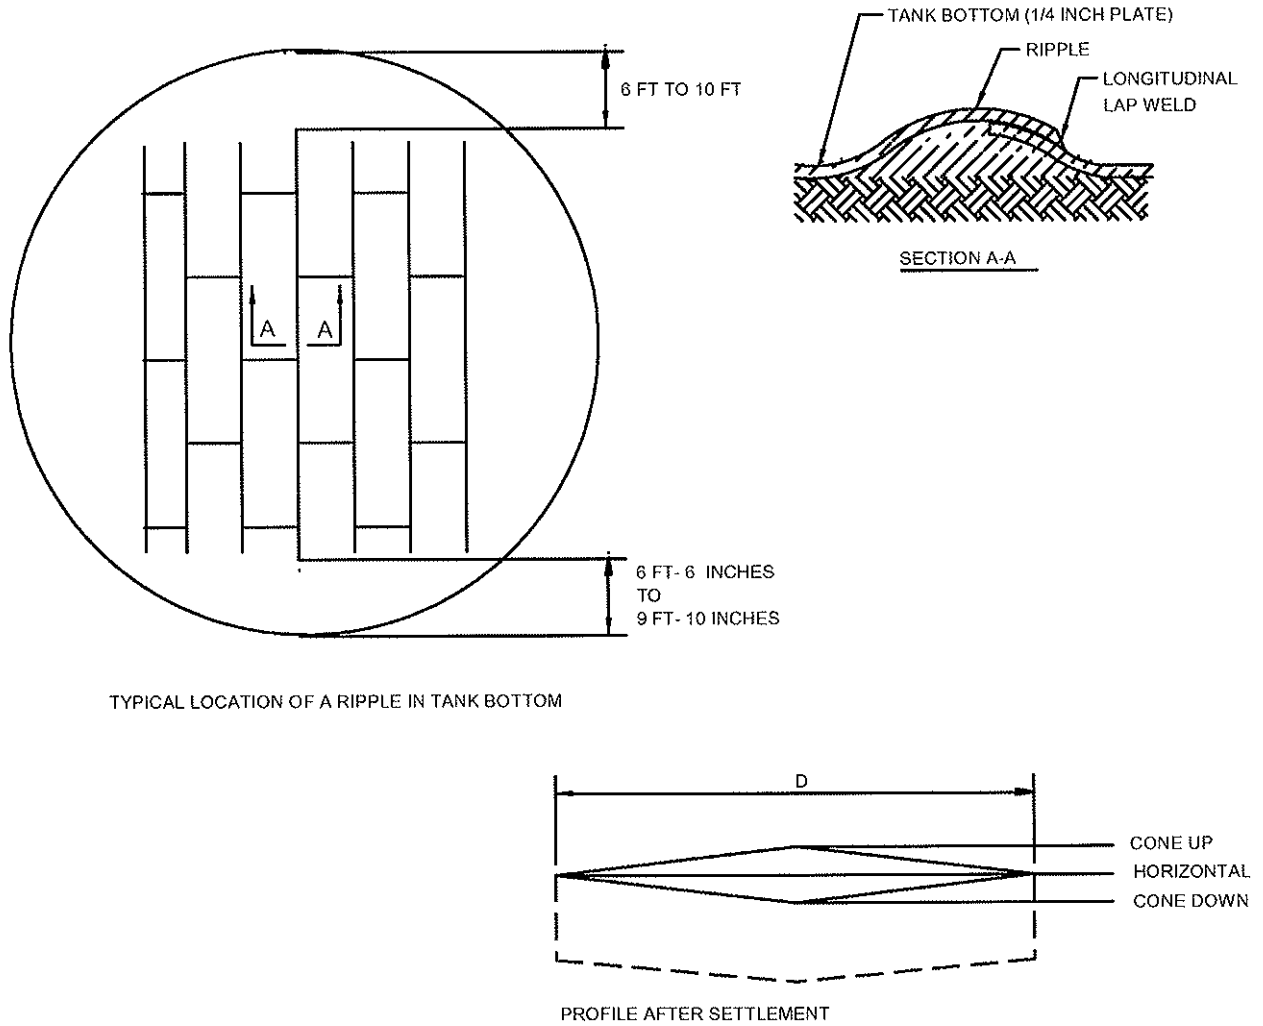 TANK BOTTOM (1/4 INCH PLATE)
RIPPLE
LONGITUDINAL
LAP WELD
6 FT TO 10 FT
SECTION A-A
A
A
6 FT- 6 INCHES
TO
9 FT- 10 INCHES
TYPICAL LOCATION OF A RIPPLE IN TANK BOTTOM
D
CONE UP
HORIZONTAL
CONE DOWN
PROFILE AFTER SETTLEMENT